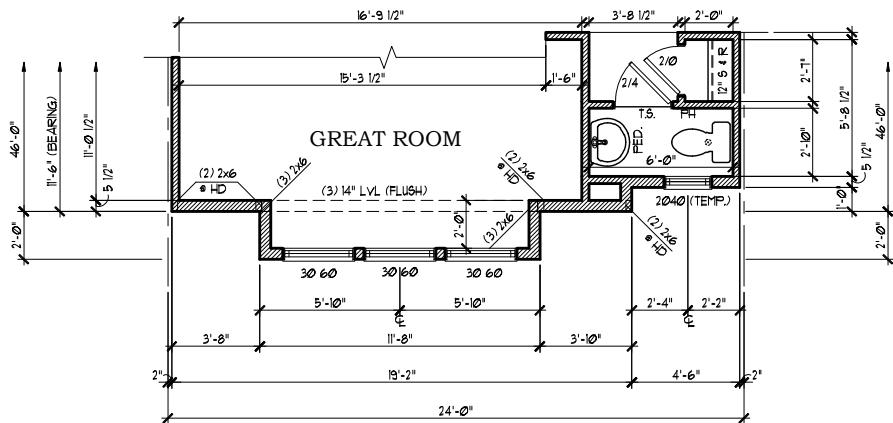 16'-9 1/2"
3'-8 1/2"
2'-0"
15'-3 1/2"
1'-6"
2/0
2/4
12" S & R
2'-7"
5'-8 1/2"
2'-10"
5 1/2"
1'-0"
46'-0"
11'-6" (BEARING)
11'-0 1/2"
5 1/2"
2'-0"
46'-0"
2'-0"
GREAT ROOM
T.S.
PH
PED.
6'-0"
(2) 2x6
@ HD
(3) 2x6
(3) 14" LVL (FLUSH)
(2) 2x6
@ HD
2'-0"
(3) 2x6
2040 (TEMP.)
(2) 2x6
@ HD
30 60
30 60
30 60
5'-10"
5'-10"
2'-4"
2'-2"
3'-8"
11'-8"
3'-10"
2"
19'-2"
4'-6"
2"
24'-0"